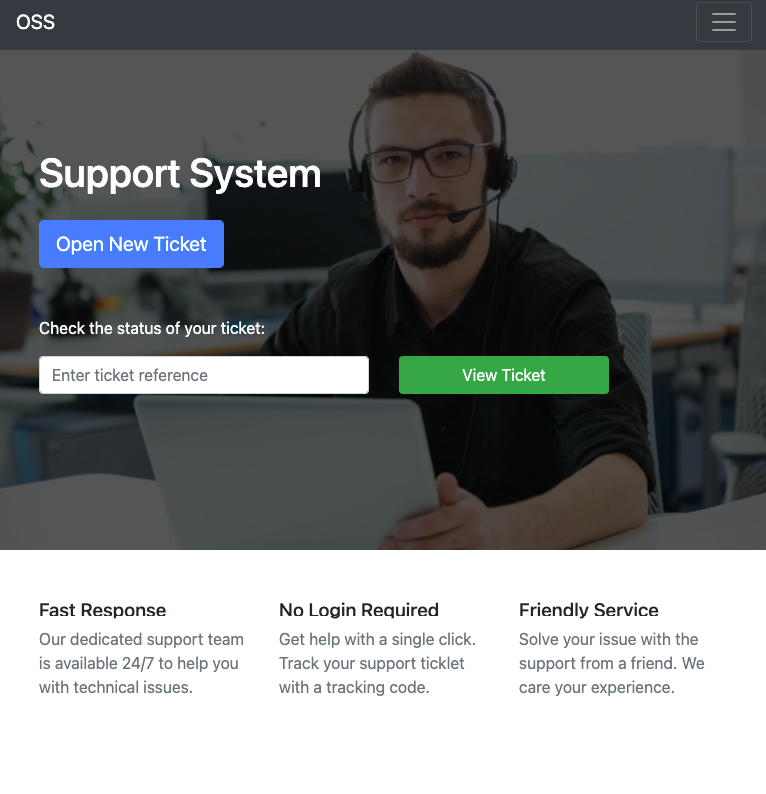 OSS
Support System
Open New Ticket
Check the status of your ticket:
Enter ticket reference
View Ticket
Fast Response
Our dedicated support team
is available 24/7 to help you
with technical issues.
No Login Required
Get help with a single click.
Track your support ticklet
with a tracking code.
Friendly Service
Solve your issue with the
support from a friend. We
care your experience.